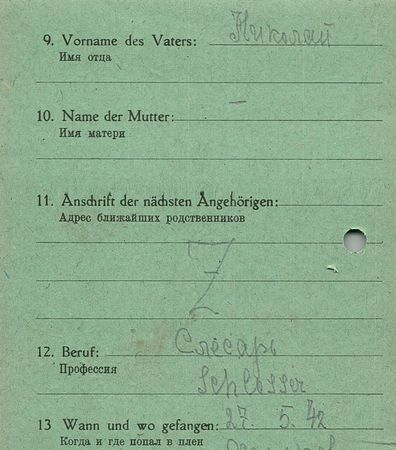 9. Vorname des Vaters: Николай
Имя отца
10. Name der Mutter: —
Имя матери
11. Anschrift der nächsten Angehörigen:
Адрес ближайших родственников
Z
12. Beruf: Слесарь
Профессия Schlosser
13 Wann und wo gefangen: 27. 5. 42
Когда и где попал в плен